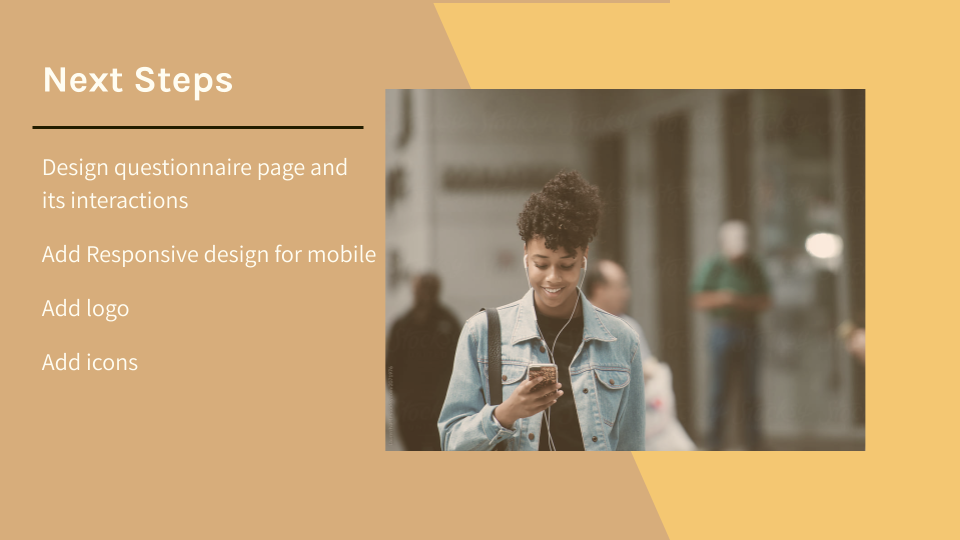 Next Steps
Design questionnaire page and
its interactions
Add Responsive design for mobile
Add logo
Add icons